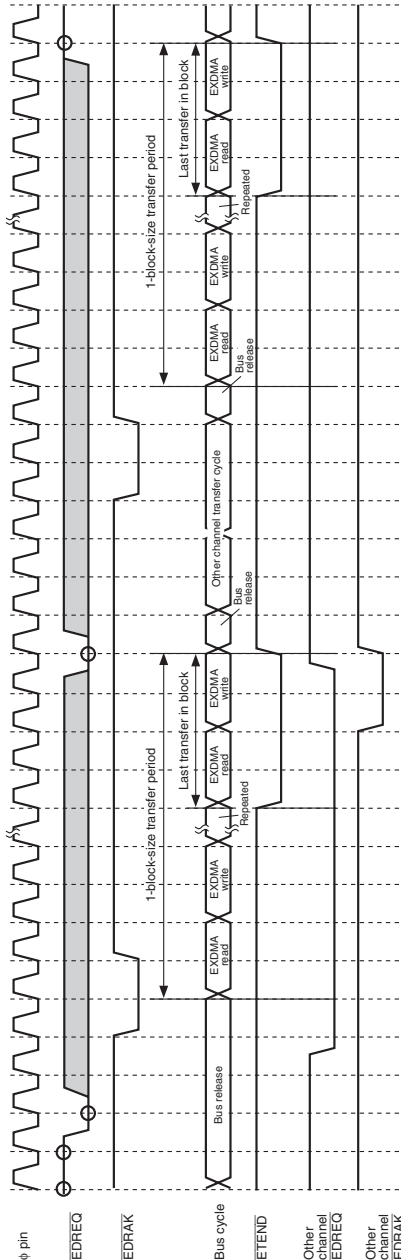 φ pin
EDREQ
EDRAK
1-block-size transfer period
1-block-size transfer period
Last transfer in block
Last transfer in block
Bus cycle
Bus release
EXDMA
read
EXDMA
write
Repeated
EXDMA
read
EXDMA
write
Bus
release
Other channel transfer cycle
Bus
release
EXDMA
read
EXDMA
write
Repeated
EXDMA
read
EXDMA
write
ETEND
Other
channel
EDREQ
Other
channel
EDRAK